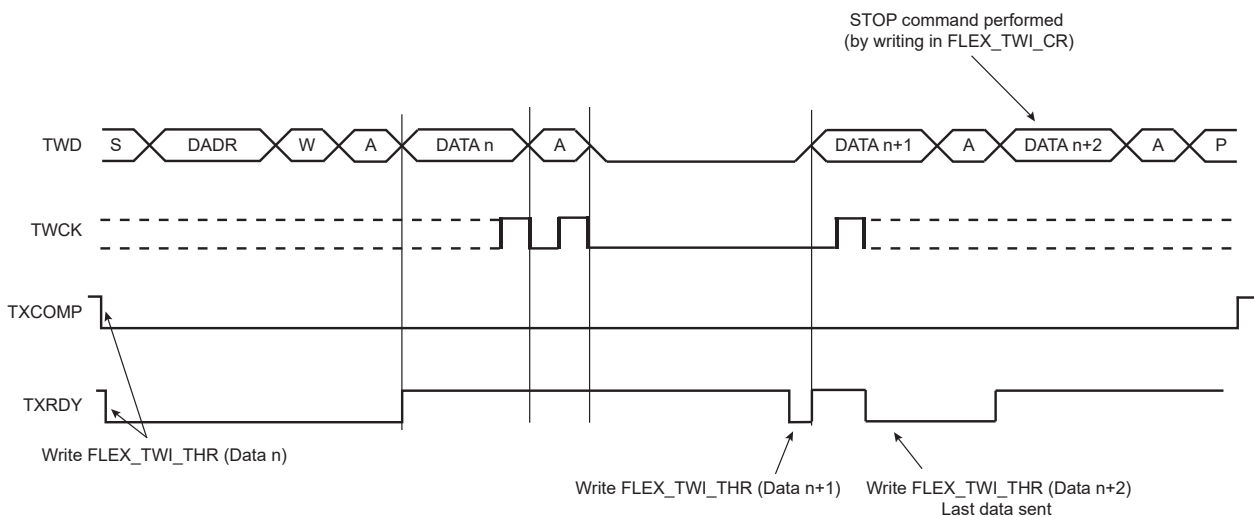 STOP command performed
(by writing in FLEX_TWI_CR)
TWD S DADR W A DATA n A DATA n+1 A DATA n+2 A P
TWCK
TXCOMP
TXRDY
Write FLEX_TWI_THR (Data n)
Write FLEX_TWI_THR (Data n+1) Write FLEX_TWI_THR (Data n+2)
Last data sent